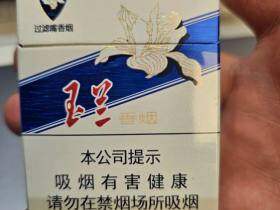 过滤嘴香烟
玉兰
香烟
本公司提示
吸烟有害健康
请勿在禁烟场所吸烟